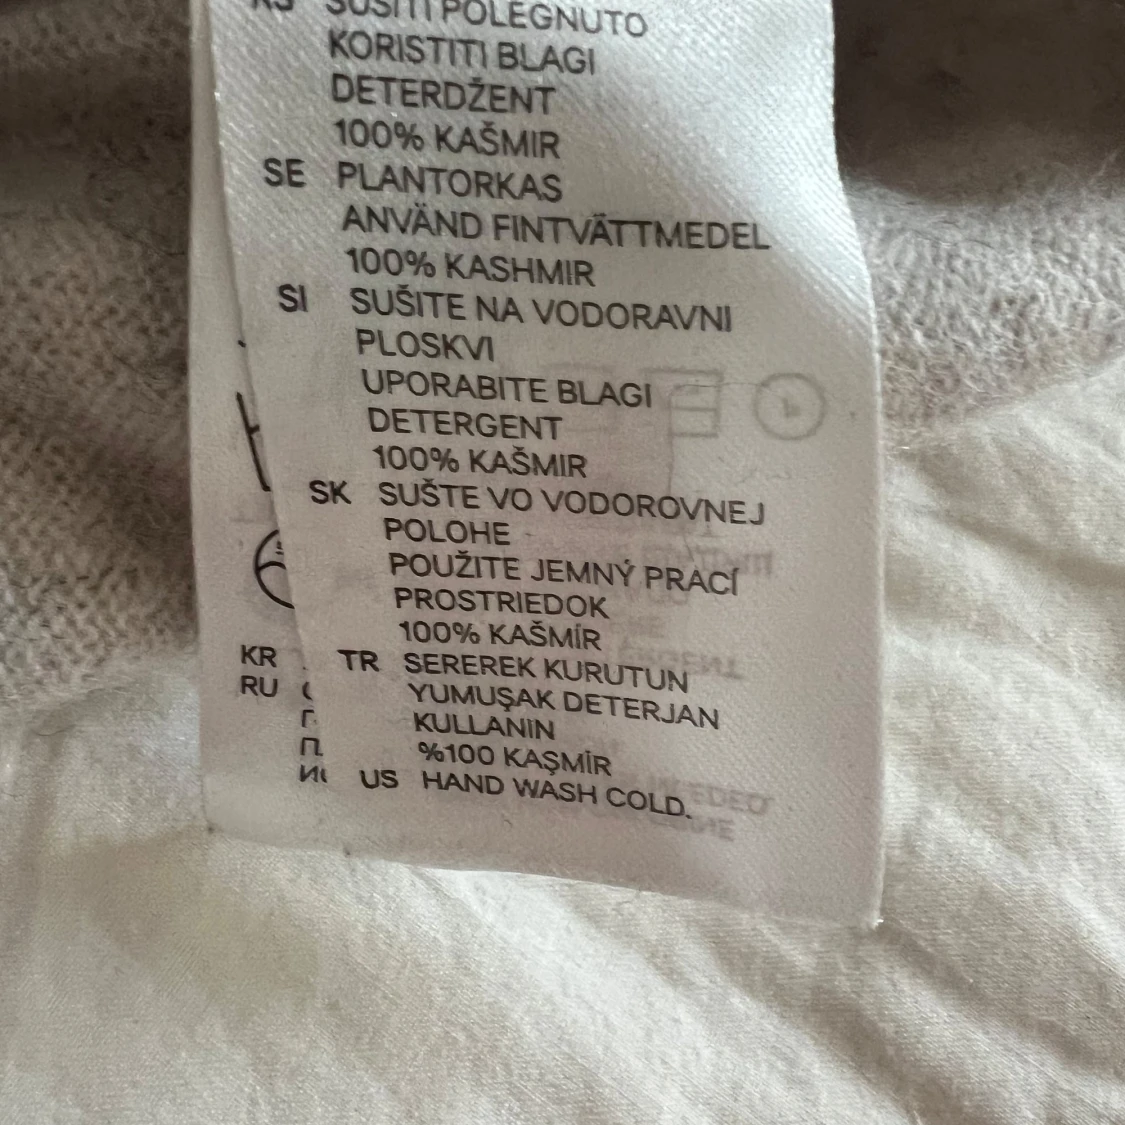 SUŠITI POLEGNUTO
KORISTITI BLAGI
DETERDŽENT
100% KAŠMIR
SE PLANTORKAS
ANVÄND FINTVÄTTMEDEL
100% KASHMIR
SI SUŠITE NA VODORAVNI
PLOSKVI
UPORABITE BLAGI
DETERGENT
100% KAŠMIR
SK SUŠTE VO VODOROVNEJ
POLOHE
POUŽITE JEMNÝ PRACÍ
PROSTRIEDOK
100% KAŠMÍR
TR SEREREK KURUTUN
YUMUŞAK DETERJAN
KULLANIN
%100 KAŞMİR
US HAND WASH COLD.
KR
RU